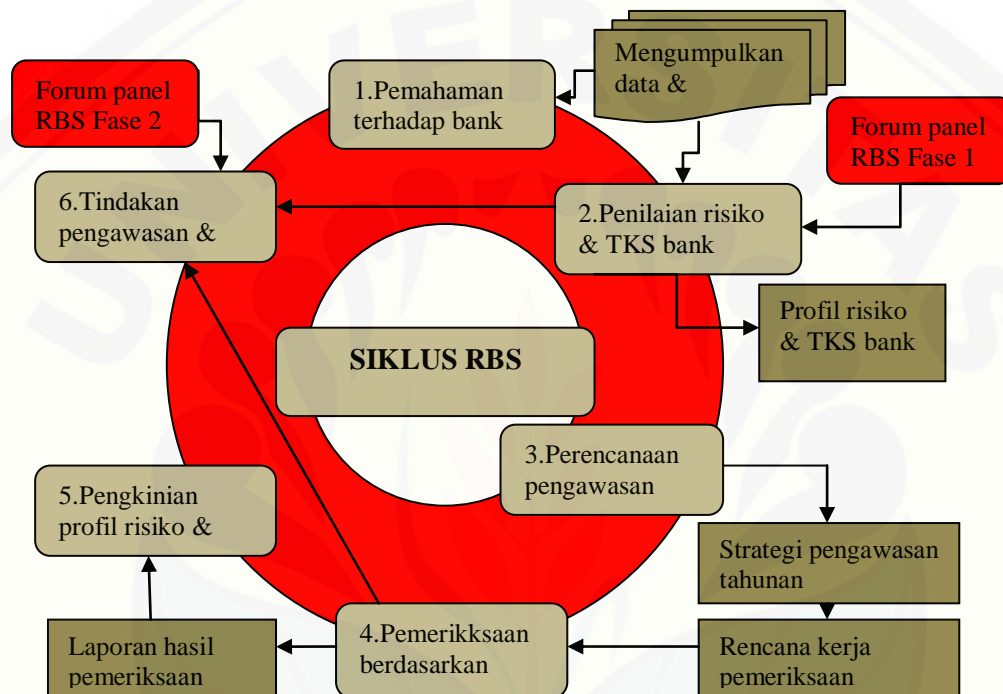 Mengumpulkan
data &
Forum panel
RBS Fase 2
1.Pemahaman
terhadap bank
Forum panel
RBS Fase 1
6.Tindakan
pengawasan &
2.Penilaian risiko
& TKS bank
Profil risiko
& TKS bank
SIKLUS RBS
3.Perencanaan
pengawasan
5.Pengkinian
profil risiko &
Strategi pengawasan
tahunan
Laporan hasil
pemeriksaan
4.Pemerikksaan
berdasarkan
Rencana kerja
pemeriksaan
UNIVERSITAS